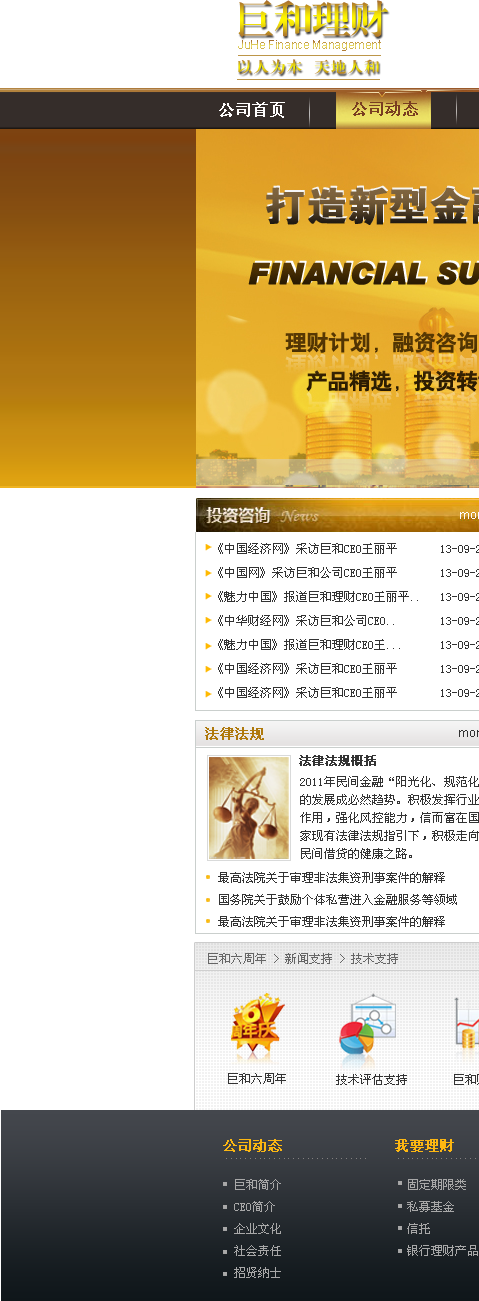 巨和理财
JuHe Finance Management
以人为本 天地人和
公司首页 公司动态
打造新型金融
FINANCIAL SU
理财计划，融资咨询
产品精选，投资转
投资咨询 News mor
《中国经济网》采访巨和CEO王丽平 13-09-2
《中国网》采访巨和公司CEO王丽平 13-09-2
《魅力中国》报道巨和理财CEO王丽平.. 13-09-2
《中华财经网》采访巨和公司CEO.. 13-09-2
《魅力中国》报道巨和理财CEO王... 13-09-2
《中国经济网》采访巨和CEO王丽平 13-09-2
《中国经济网》采访巨和CEO王丽平 13-09-2
法律法规 mor
法律法规概括
2011年民间金融“阳光化、规范化
的发展成必然趋势。积极发挥行业
作用，强化风控能力，信而富在国
家现有法律法规指引下，积极走向
民间借贷的健康之路。
最高法院关于审理非法集资刑事案件的解释
国务院关于鼓励个体私营进入金融服务等领域
最高法院关于审理非法集资刑事案件的解释
巨和六周年 > 新闻支持 > 技术支持
6周年庆
巨和六周年 技术评估支持 巨和财
公司动态 我要理财
巨和简介 固定期限类
CEO简介 私募基金
企业文化 信托
社会责任 银行理财产品
招贤纳士